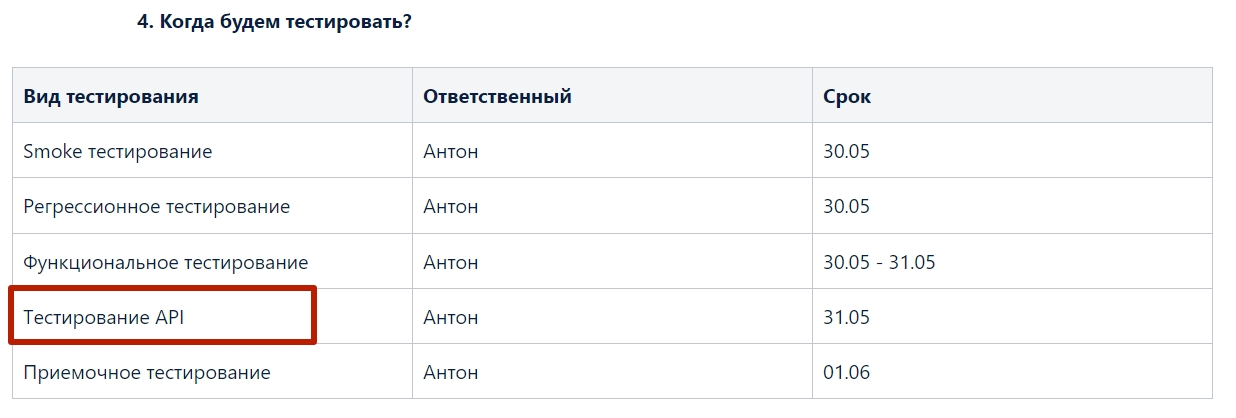 4. Когда будем тестировать?
Вид тестирования Ответственный Срок
Smoke тестирование Антон 30.05
Регрессионное тестирование Антон 30.05
Функциональное тестирование Антон 30.05 - 31.05
Тестирование API Антон 31.05
Приемочное тестирование Антон 01.06